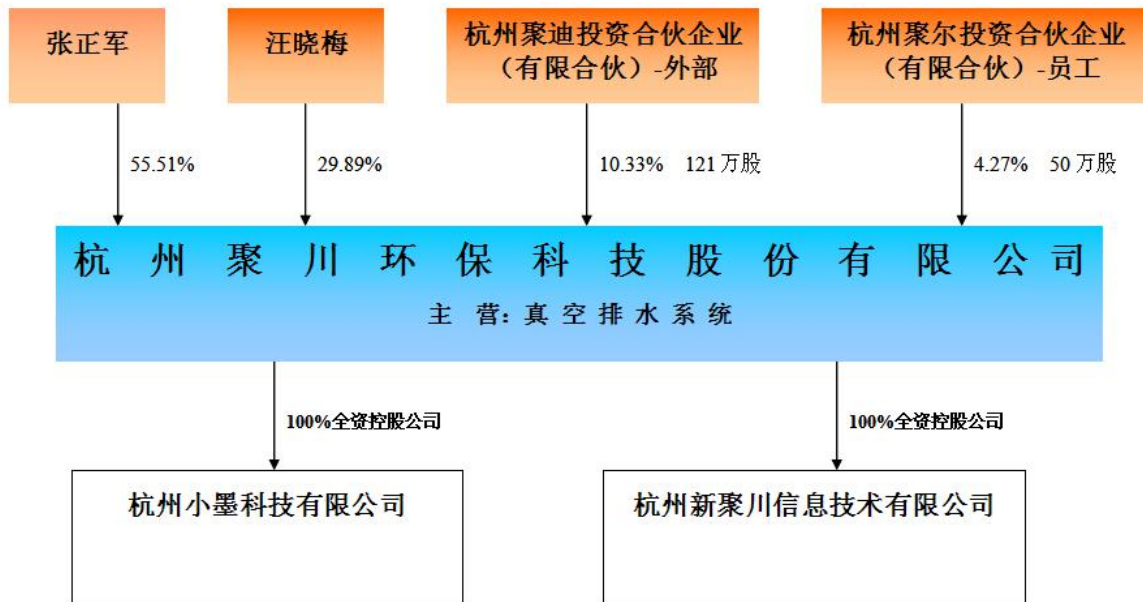 张正军
汪晓梅
杭州聚迪投资合伙企业
（有限合伙）-外部
杭州聚尔投资合伙企业
（有限合伙）-员工
55.51%
29.89%
10.33% 121万股
4.27% 50万股
杭州聚川环保科技股份有限公司
主 营：真空排水系统
100%全资控股公司
100%全资控股公司
杭州小墨科技有限公司
杭州新聚川信息技术有限公司